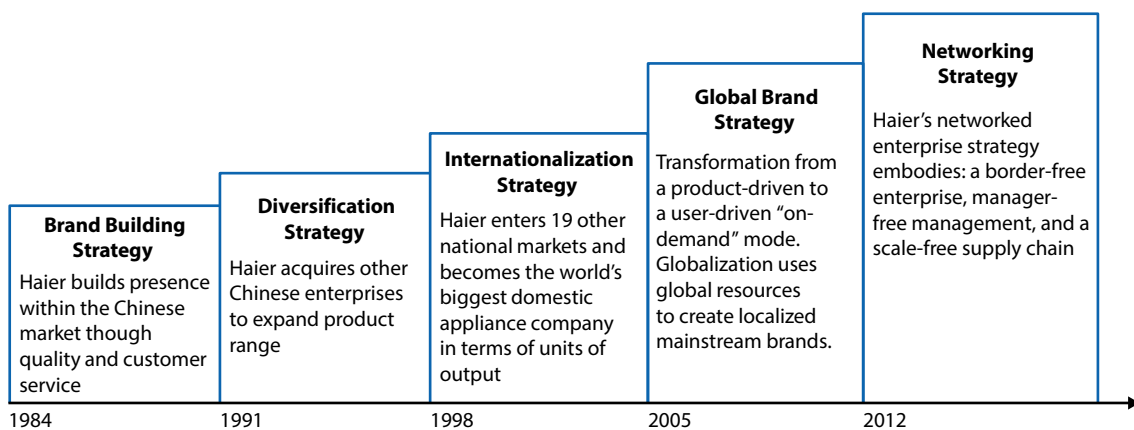 Brand Building
Strategy
Haier builds presence
within the Chinese
market though
quality and customer
service
Diversification
Strategy
Haier acquires other
Chinese enterprises
to expand product
range
Internationalization
Strategy
Haier enters 19 other
national markets and
becomes the world’s
biggest domestic
appliance company
in terms of units of
output
Global Brand
Strategy
Transformation from
a product-driven to
a user-driven “on-
demand” mode.
Globalization uses
global resources
to create localized
mainstream brands.
Networking
Strategy
Haier’s networked
enterprise strategy
embodies: a border-free
enterprise, manager-
free management, and a
scale-free supply chain
1984
1991
1998
2005
2012